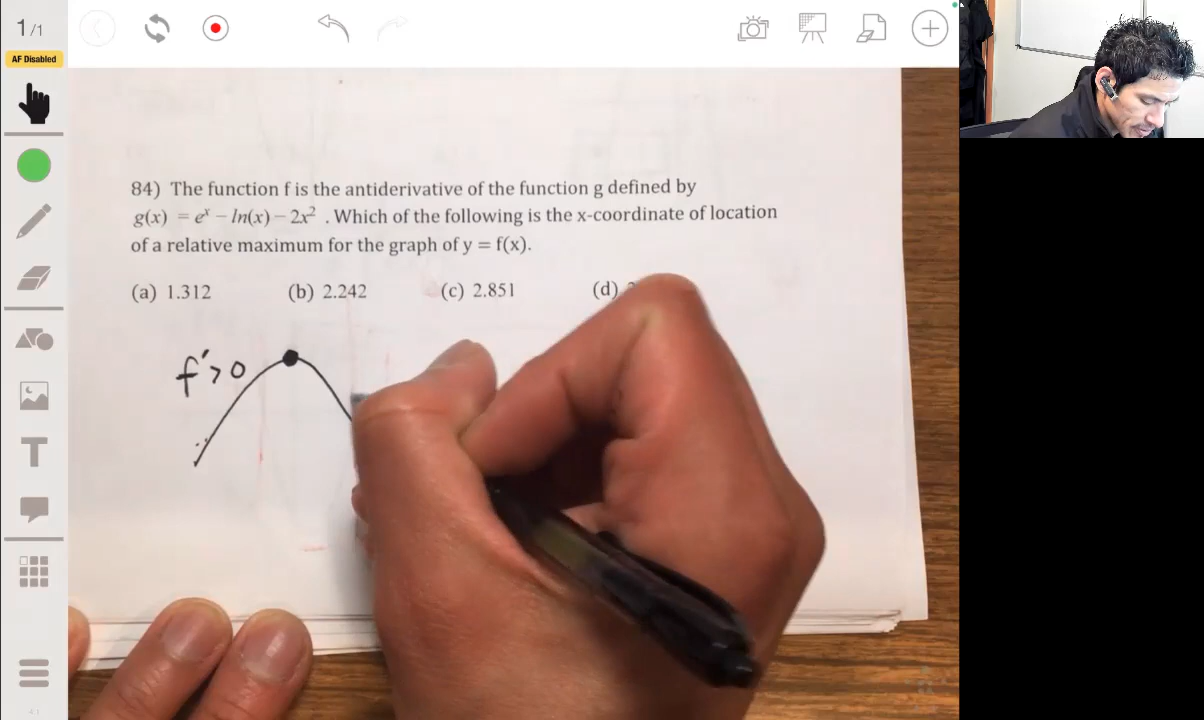 1/1
AF Disabled
84) The function f is the antiderivative of the function g defined by
g(x) = eˣ − ln(x) − 2x² . Which of the following is the x-coordinate of location
of a relative maximum for the graph of y = f(x).
(a) 1.312 (b) 2.242 (c) 2.851 (d)
f′ > 0
T